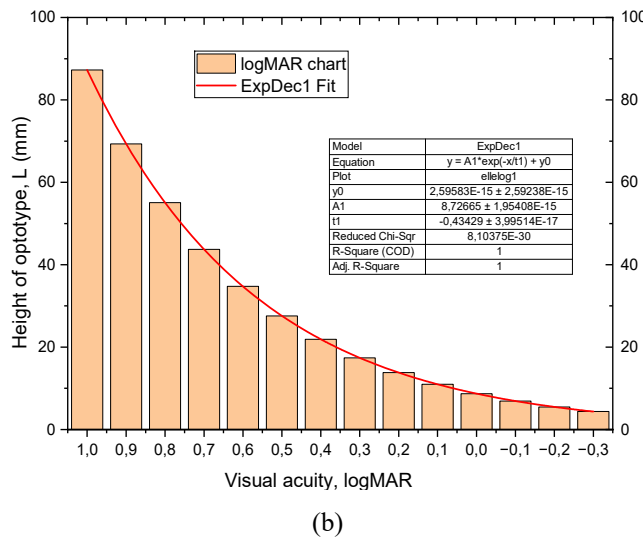 100
100
80
80
60
60
40
40
20
20
0
0
Height of optotype, L (mm)
logMAR chart
ExpDec1 Fit
Model ExpDec1
Equation y = A1*exp(-x/t1) + y0
Plot ellelog1
y0 2,59583E-15 ± 2,59238E-15
A1 8,72665 ± 1,95408E-15
t1 -0,43429 ± 3,99514E-17
Reduced Chi-Sqr 8,10375E-30
R-Square (COD) 1
Adj. R-Square 1
1,0 0,9 0,8 0,7 0,6 0,5 0,4 0,3 0,2 0,1 0,0 −0,1 −0,2 −0,3
Visual acuity, logMAR
(b)